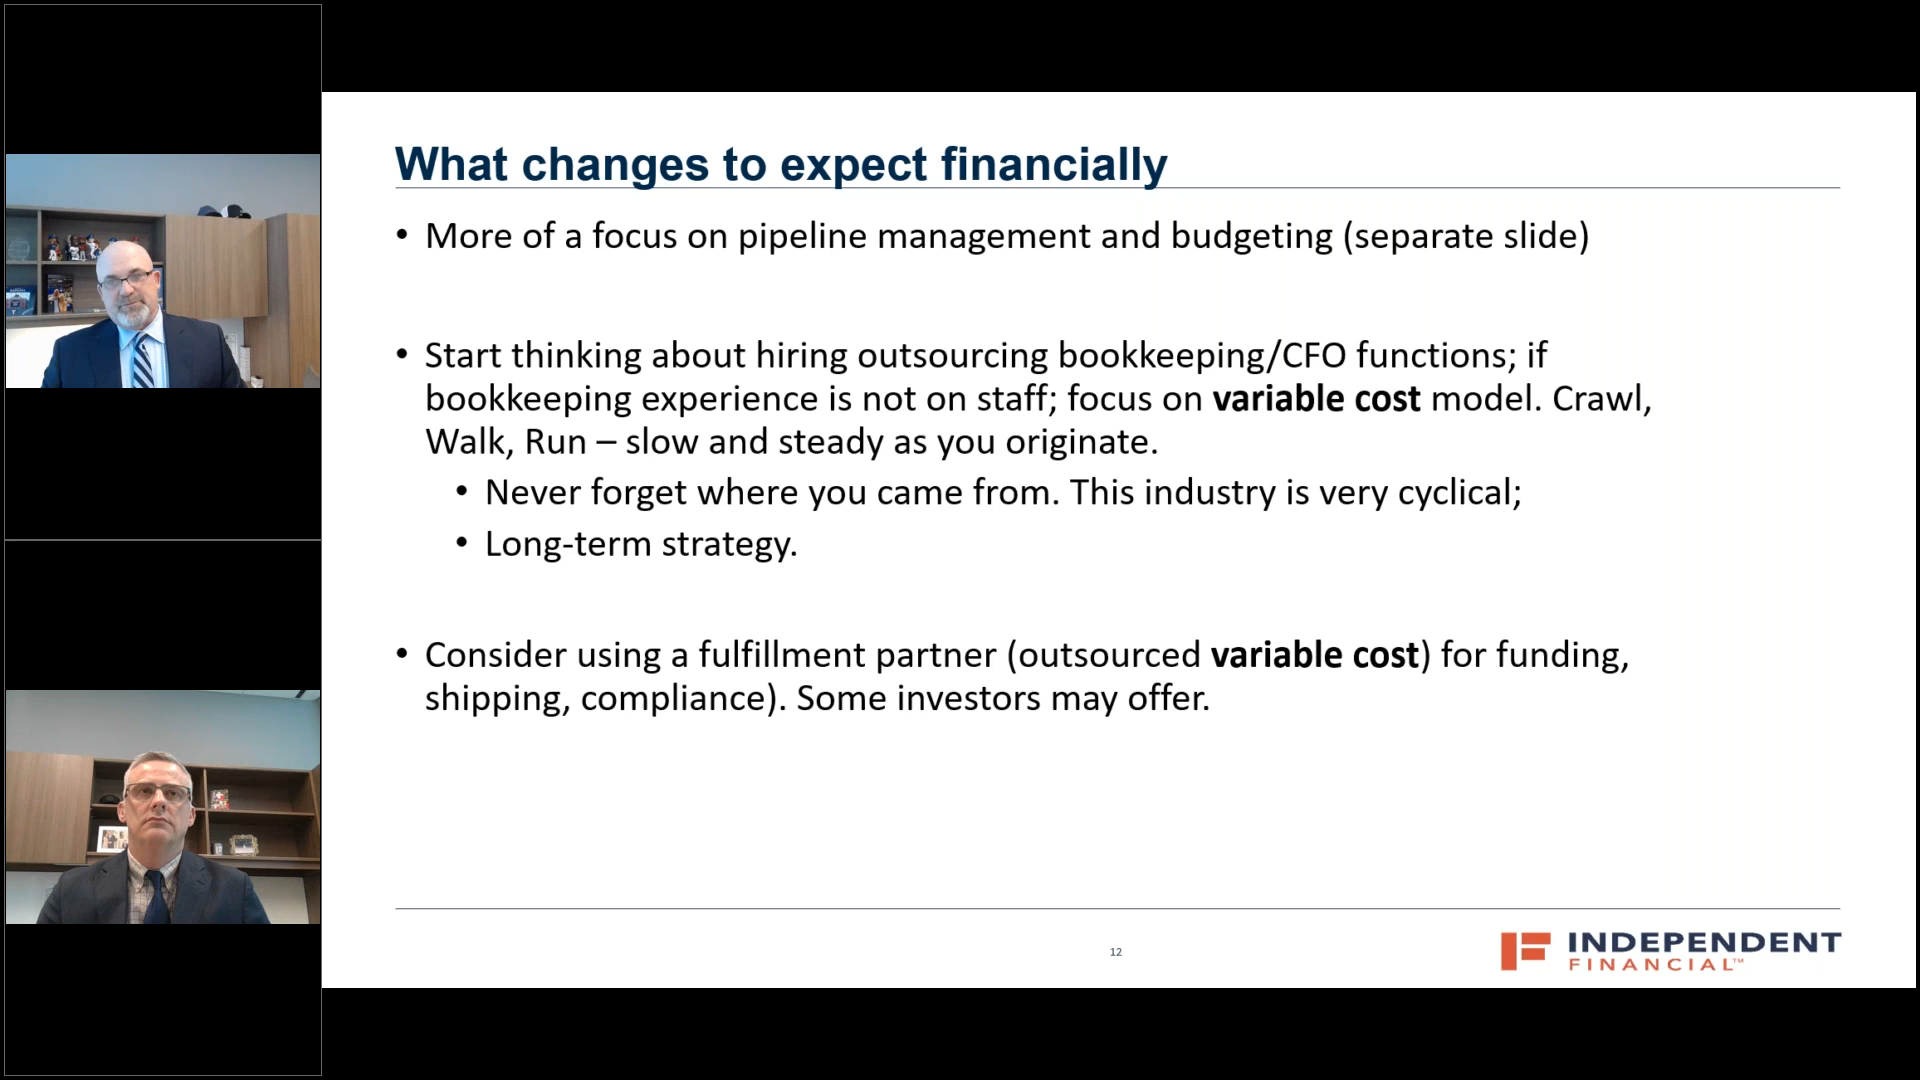 What changes to expect financially
• More of a focus on pipeline management and budgeting (separate slide)
• Start thinking about hiring outsourcing bookkeeping/CFO functions; if
bookkeeping experience is not on staff; focus on variable cost model. Crawl,
Walk, Run – slow and steady as you originate.
• Never forget where you came from. This industry is very cyclical;
• Long-term strategy.
• Consider using a fulfillment partner (outsourced variable cost) for funding,
shipping, compliance). Some investors may offer.
12
INDEPENDENT
FINANCIAL™